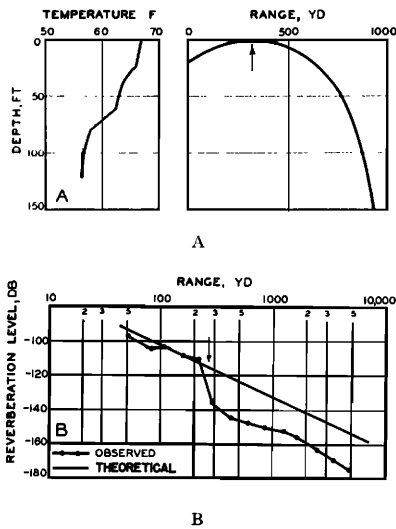 TEMPERATURE F
50 60 70
RANGE, YD
0 500 1000
DEPTH, FT
0
50
100
150
A
A
RANGE, YD
10 2 3 5 100 2 3 5 1000 2 3 5 10,000
REVERBERATION LEVEL, DB
-100
-120
-140
-160
-180
B
OBSERVED
THEORETICAL
B